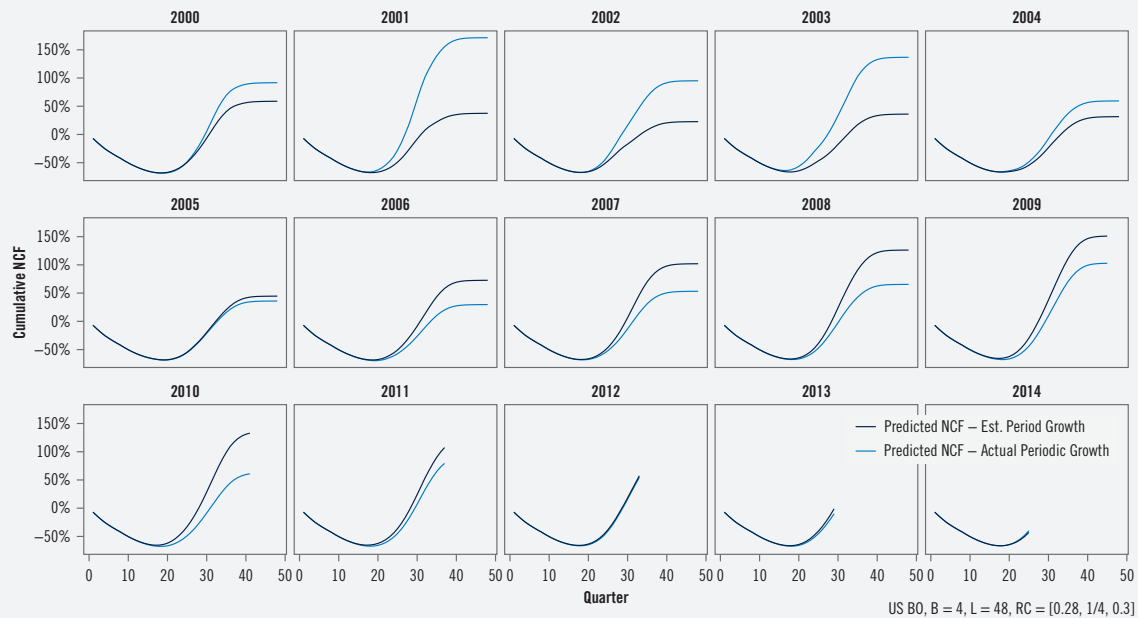 2000 2001 2002 2003 2004
150%
100%
50%
0%
−50%
2005 2006 2007 2008 2009
Cumulative NCF
150%
100%
50%
0%
−50%
2010 2011 2012 2013 2014
150%
100%
50%
0%
−50%
Predicted NCF – Est. Period Growth
Predicted NCF – Actual Periodic Growth
0 10 20 30 40 50 0 10 20 30 40 50 0 10 20 30 40 50 0 10 20 30 40 50 0 10 20 30 40 50
Quarter
US BO, B = 4, L = 48, RC = [0.28, 1/4, 0.3]